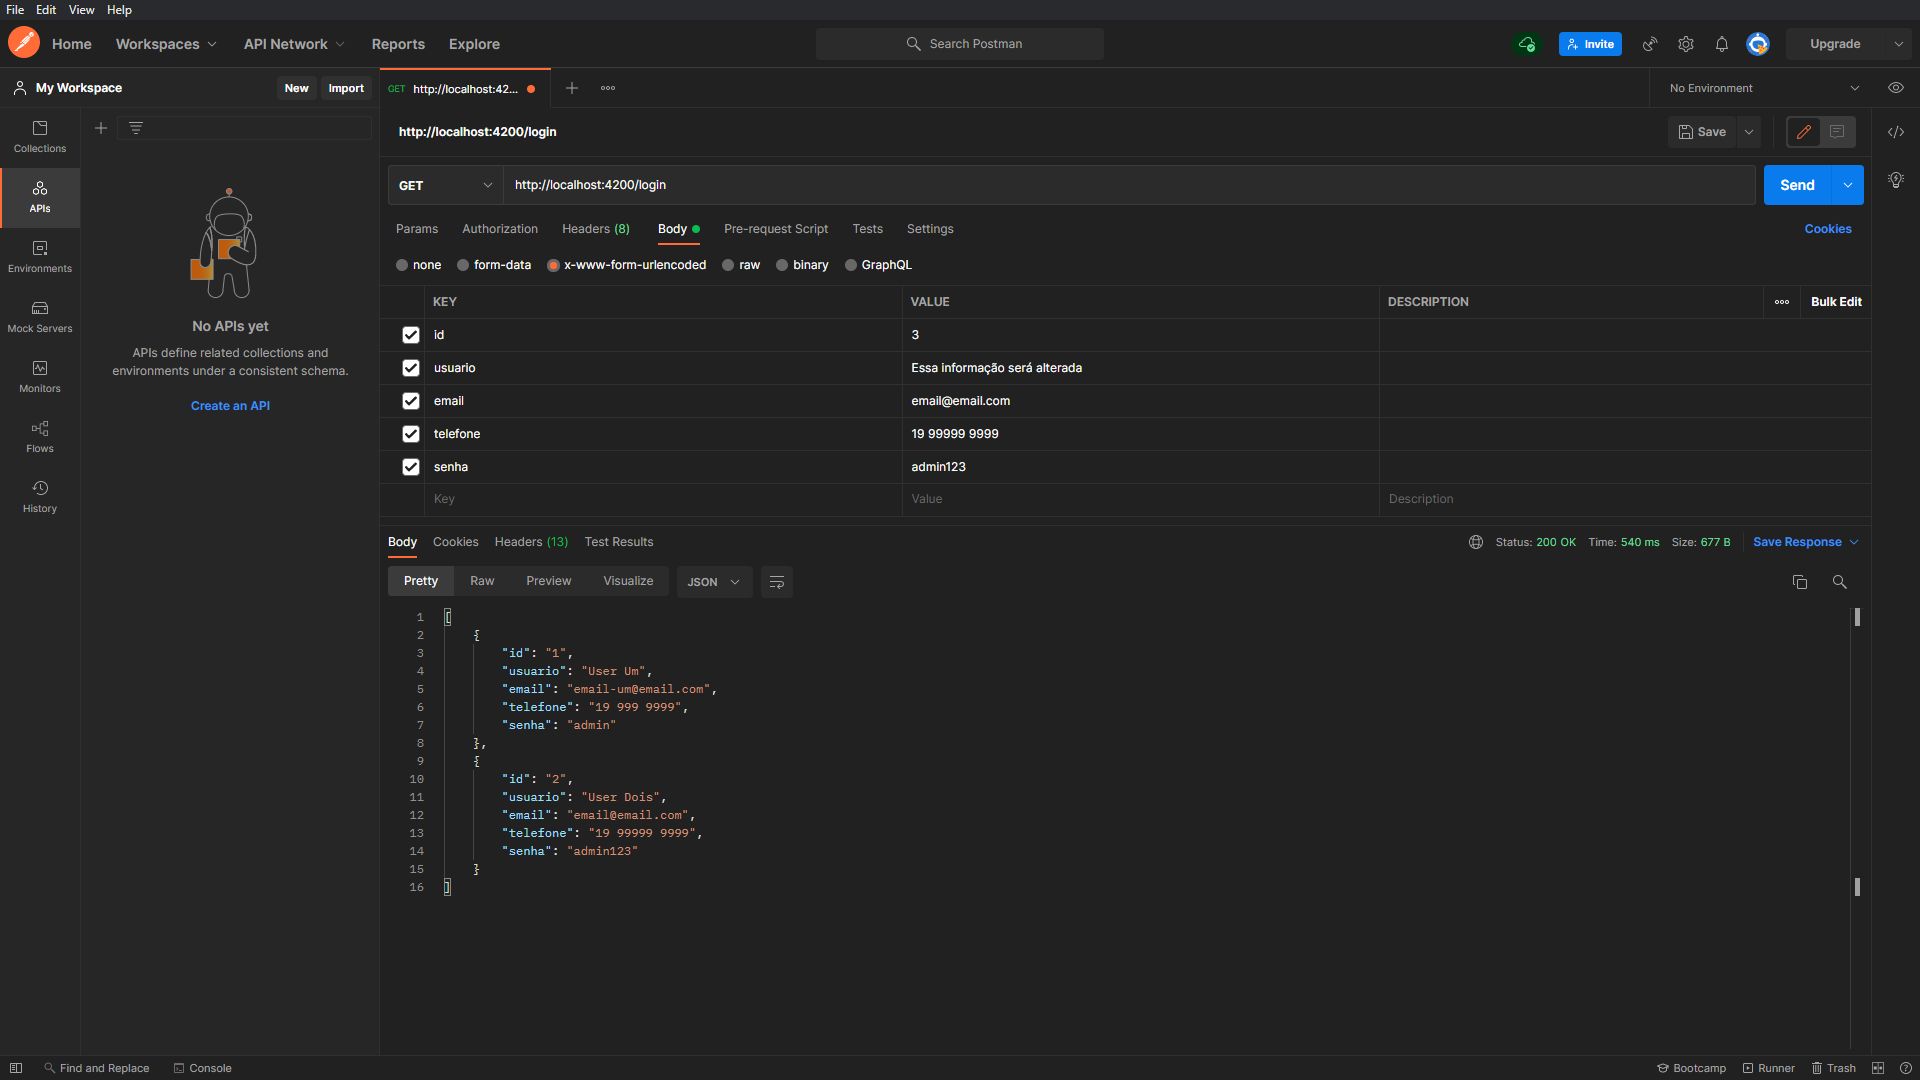 File Edit View Help
Home Workspaces API Network Reports Explore Search Postman Invite Upgrade
My Workspace New Import GET http://localhost:42... No Environment
Collections
APIs
Environments
Mock Servers
Monitors
Flows
History
No APIs yet
APIs define related collections and
environments under a consistent schema.
Create an API
http://localhost:4200/login Save
GET http://localhost:4200/login Send
Params Authorization Headers (8) Body Pre-request Script Tests Settings Cookies
none form-data x-www-form-urlencoded raw binary GraphQL
KEY VALUE DESCRIPTION Bulk Edit
id 3
usuario Essa informação será alterada
email email@email.com
telefone 19 99999 9999
senha admin123
Key Value Description
Body Cookies Headers (13) Test Results Status: 200 OK Time: 540 ms Size: 677 B Save Response
Pretty Raw Preview Visualize JSON
1 [
2 {
3 "id": "1",
4 "usuario": "User Um",
5 "email": "email-um@email.com",
6 "telefone": "19 999 9999",
7 "senha": "admin"
8 },
9 {
10 "id": "2",
11 "usuario": "User Dois",
12 "email": "email@email.com",
13 "telefone": "19 99999 9999",
14 "senha": "admin123"
15 }
16 ]
Find and Replace Console Bootcamp Runner Trash